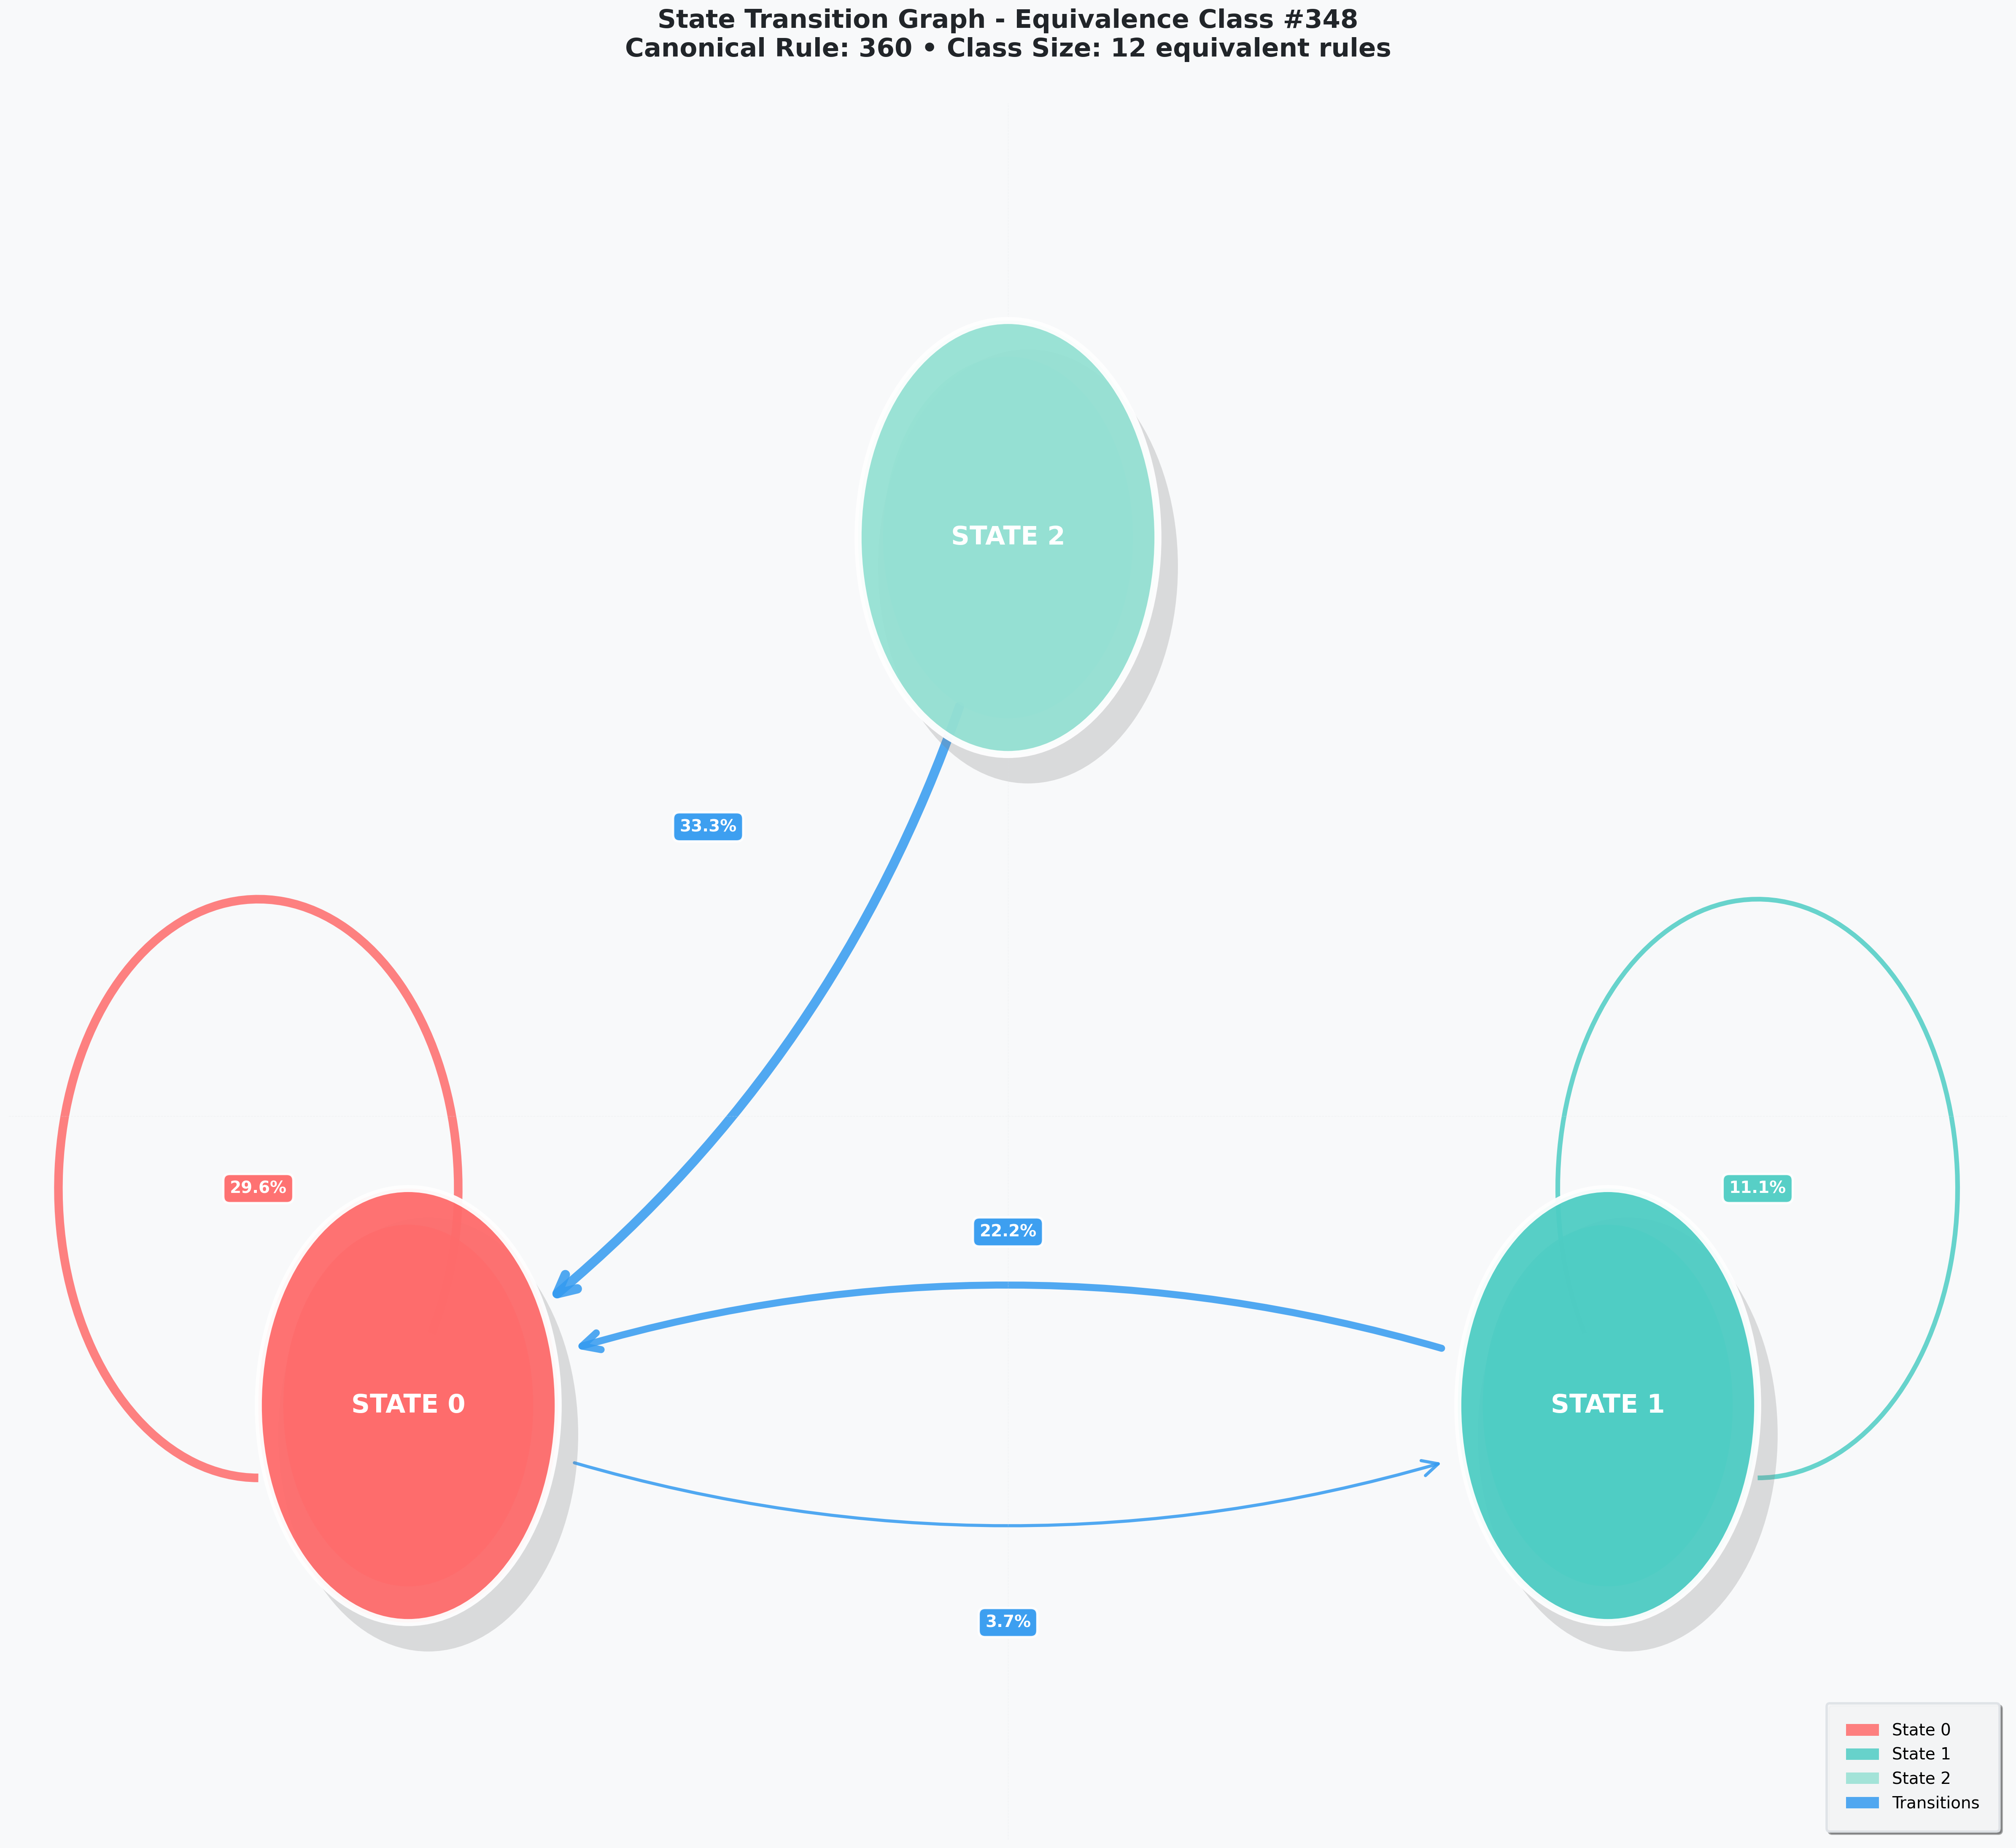 State Transition Graph - Equivalence Class #348
Canonical Rule: 360 • Class Size: 12 equivalent rules
STATE 2
33.3%
29.6%
11.1%
22.2%
STATE 0
STATE 1
3.7%
State 0
State 1
State 2
Transitions